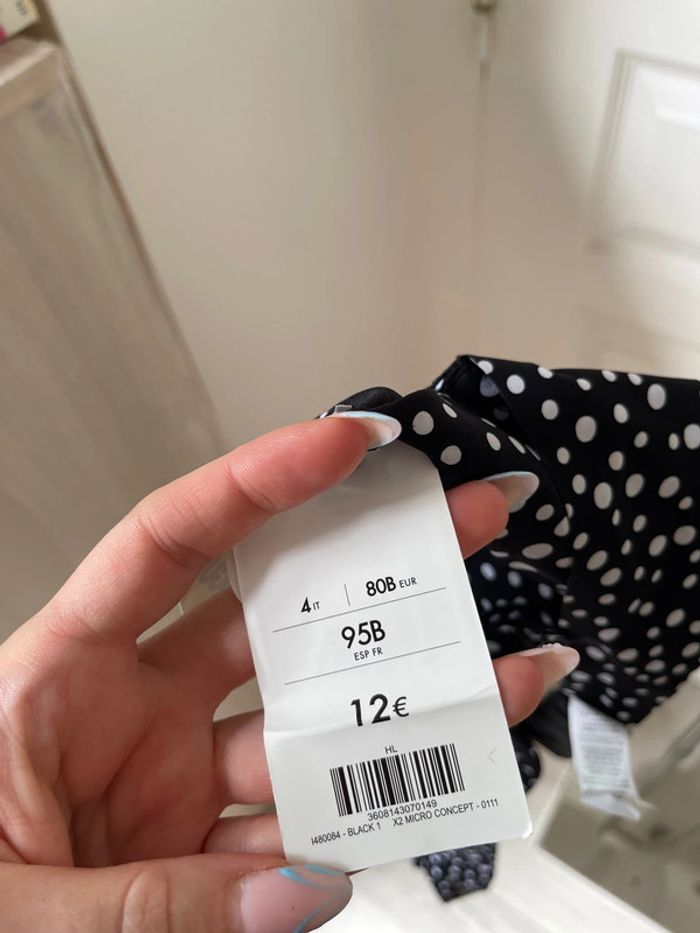 4 IT | 80B EUR
95B
ESP FR
12€
HL
3608143070149
I480084 - BLACK 1 X2 MICRO CONCEPT - 0111